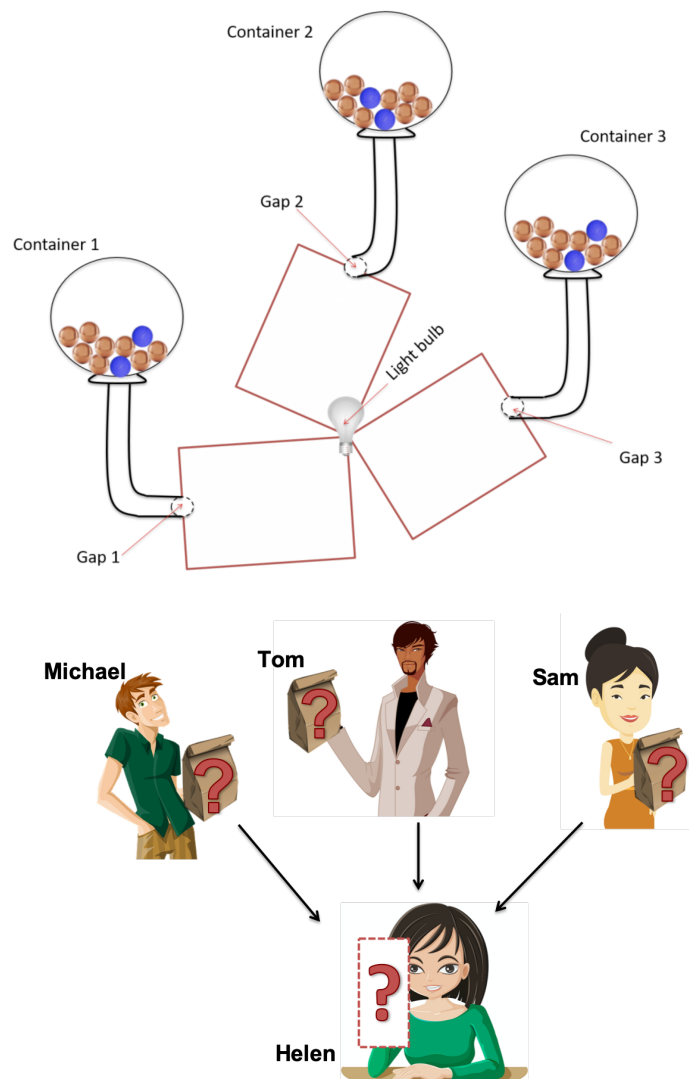 Container 2
Container 3
Gap 2
Container 1
Light bulb
Gap 3
Gap 1
Michael
Tom
Sam
?
?
?
?
Helen